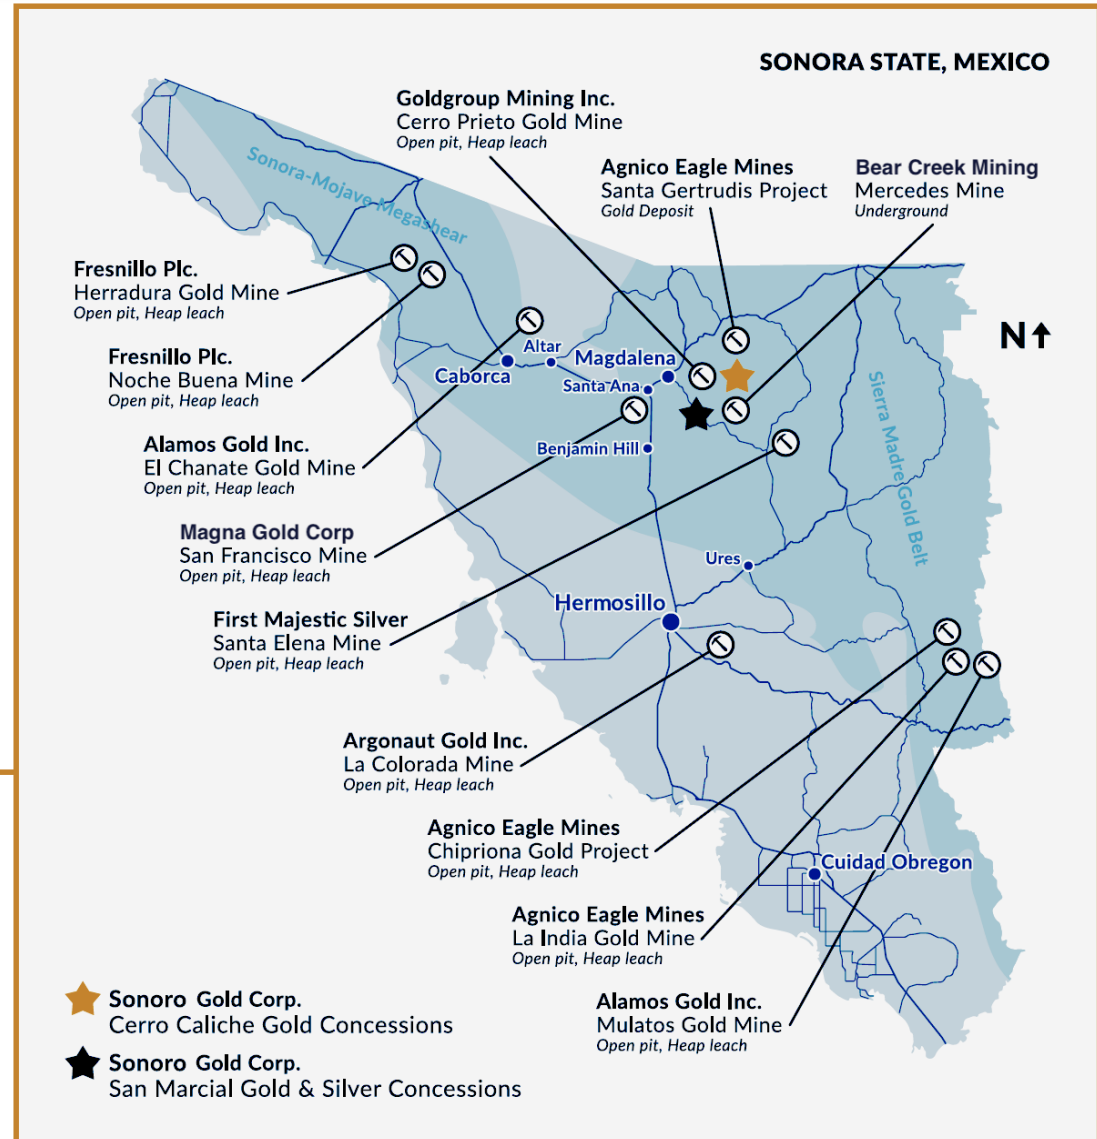 SONORA STATE, MEXICO
Goldgroup Mining Inc.
Cerro Prieto Gold Mine
Open pit, Heap leach
Agnico Eagle Mines
Santa Gertrudis Project
Gold Deposit
Bear Creek Mining
Mercedes Mine
Underground
Sonora-Mojave Megashear
Fresnillo Plc.
Herradura Gold Mine
Open pit, Heap leach
N
Fresnillo Plc.
Noche Buena Mine
Open pit, Heap leach
Altar
Caborca
Magdalena
Santa Ana
Benjamin Hill
Sierra Madre Gold Belt
Alamos Gold Inc.
El Chanate Gold Mine
Open pit, Heap leach
Magna Gold Corp
San Francisco Mine
Open pit, Heap leach
Ures
Hermosillo
First Majestic Silver
Santa Elena Mine
Open pit, Heap leach
Argonaut Gold Inc.
La Colorada Mine
Open pit, Heap leach
Agnico Eagle Mines
Chipriona Gold Project
Open pit, Heap leach
Cuidad Obregon
Agnico Eagle Mines
La India Gold Mine
Open pit, Heap leach
Alamos Gold Inc.
Mulatos Gold Mine
Open pit, Heap leach
Sonoro Gold Corp.
Cerro Caliche Gold Concessions
Sonoro Gold Corp.
San Marcial Gold & Silver Concessions